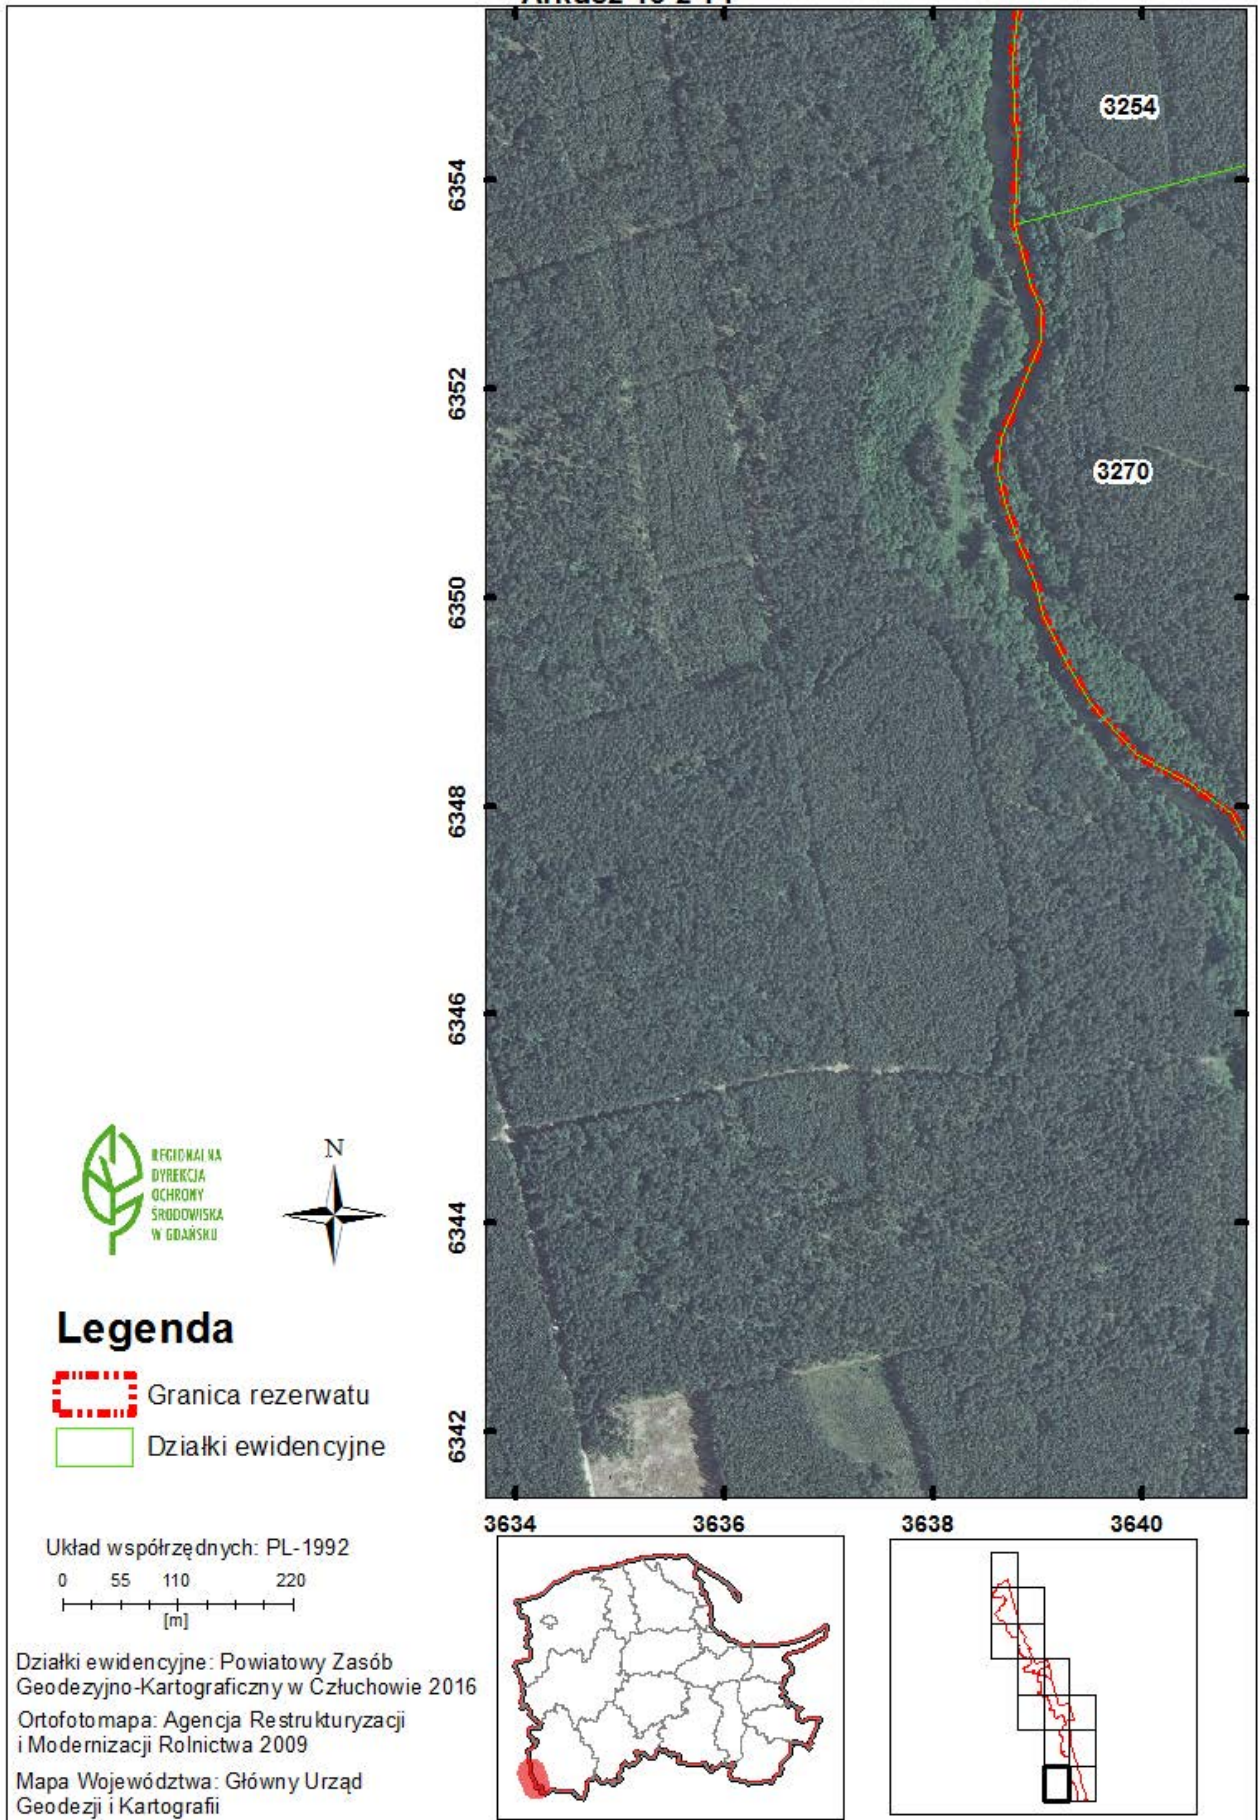 3254
6354
6352
3270
6350
6348
6346
REGIONALNA
DYREKCJA
OCHRONY
ŚRODOWISKA
W GDAŃSKU
N
6344
Legenda
Granica rezerwatu
Działki ewidencyjne
6342
3634
3636
3638
3640
Układ współrzędnych: PL-1992
0 55 110 220
[m]
Działki ewidencyjne: Powiatowy Zasób
Geodezyjno-Kartograficzny w Człuchowie 2016
Ortofotomapa: Agencja Restrukturyzacji
i Modernizacji Rolnictwa 2009
Mapa Województwa: Główny Urząd
Geodezji i Kartografii